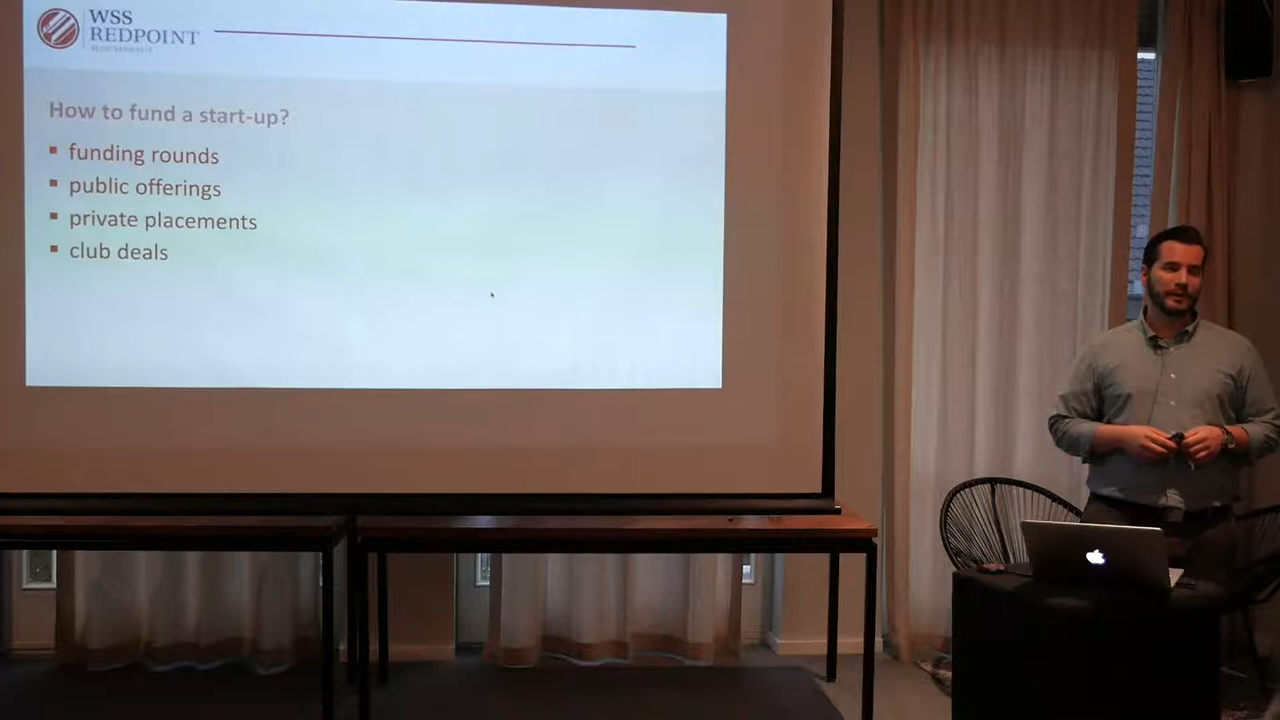 WSS
REDPOINT
How to fund a start-up?
funding rounds
public offerings
private placements
club deals